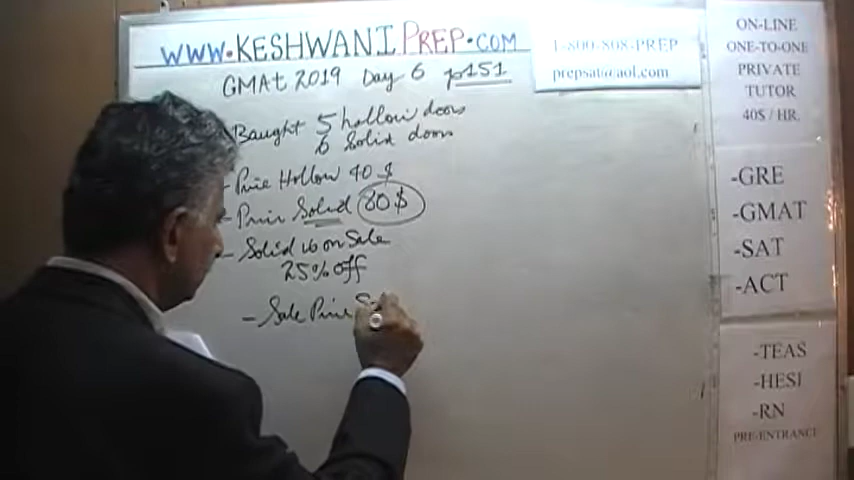 www.KESHWANIPREP.COM
GMAt 2019 Day 6 p151
Baught 5 hollow doors
6 Solid doors
- Price Hollow 40 $
- Price Solid 80 $
- Solid is on Sale
25% off
- Sale Price
1-800-808-PREP
prepsat@aol.com
ON-LINE
ONE-TO-ONE
PRIVATE
TUTOR
40$ / HR.
-GRE
-GMAT
-SAT
-ACT
-TEAS
-HESI
-RN
PRE-ENTRANCE